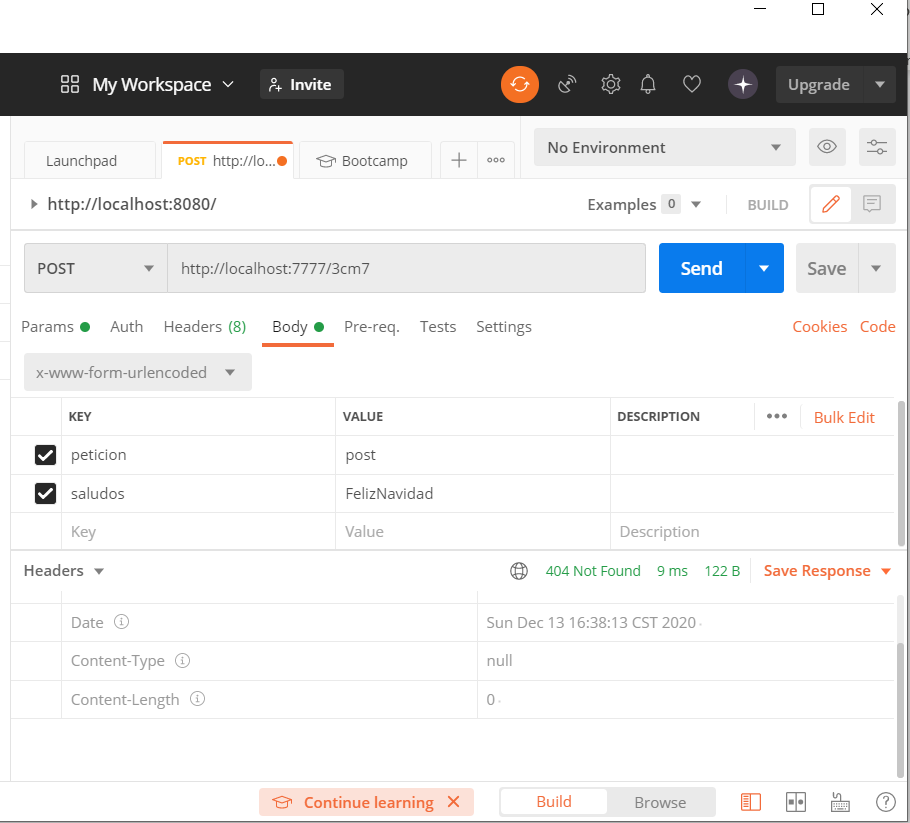 My Workspace Invite Upgrade
Launchpad POST http://lo... Bootcamp No Environment
http://localhost:8080/ Examples 0 BUILD
POST http://localhost:7777/3cm7 Send Save
Params Auth Headers (8) Body Pre-req. Tests Settings Cookies Code
x-www-form-urlencoded
KEY VALUE DESCRIPTION Bulk Edit
peticion post
saludos FelizNavidad
Key Value Description
Headers 404 Not Found 9 ms 122 B Save Response
Date Sun Dec 13 16:38:13 CST 2020
Content-Type null
Content-Length 0
Continue learning Build Browse